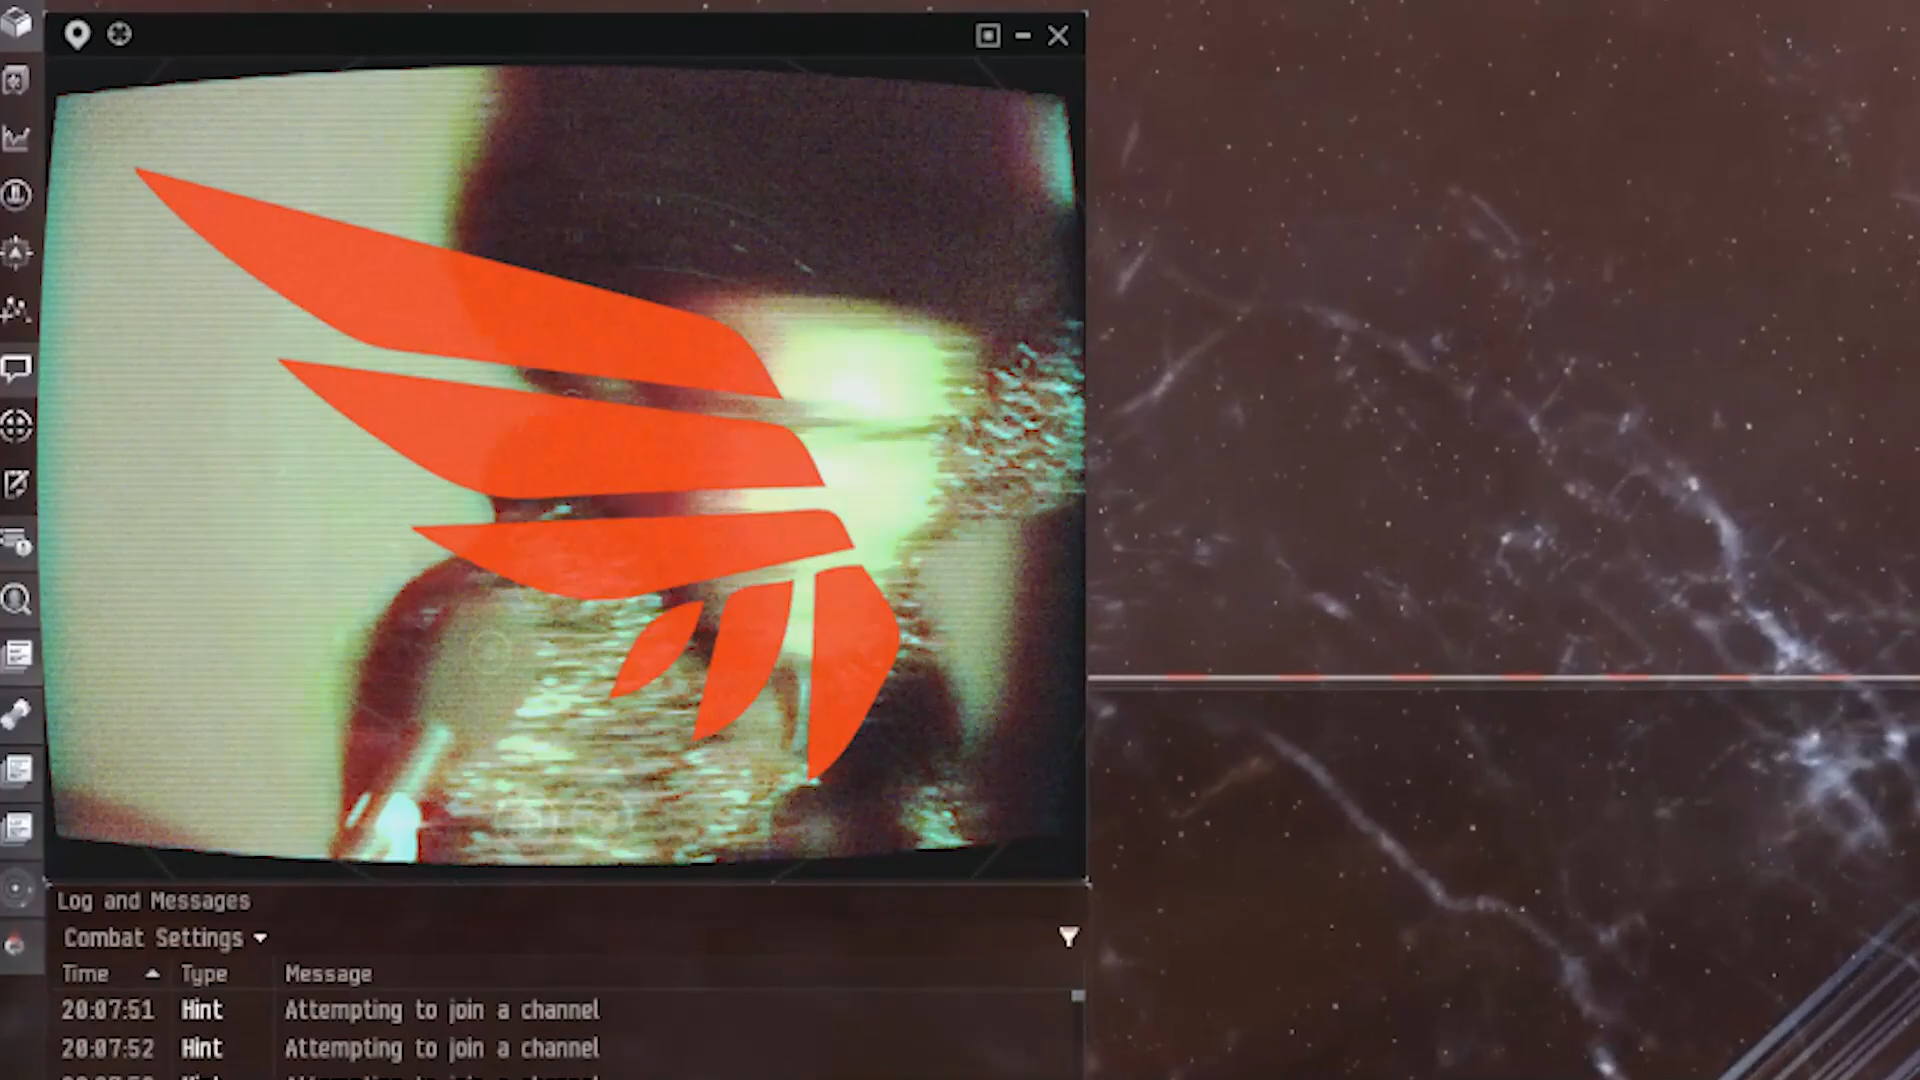 Log and Messages
Combat Settings
Time Type Message
20:07:51 Hint Attempting to join a channel
20:07:52 Hint Attempting to join a channel